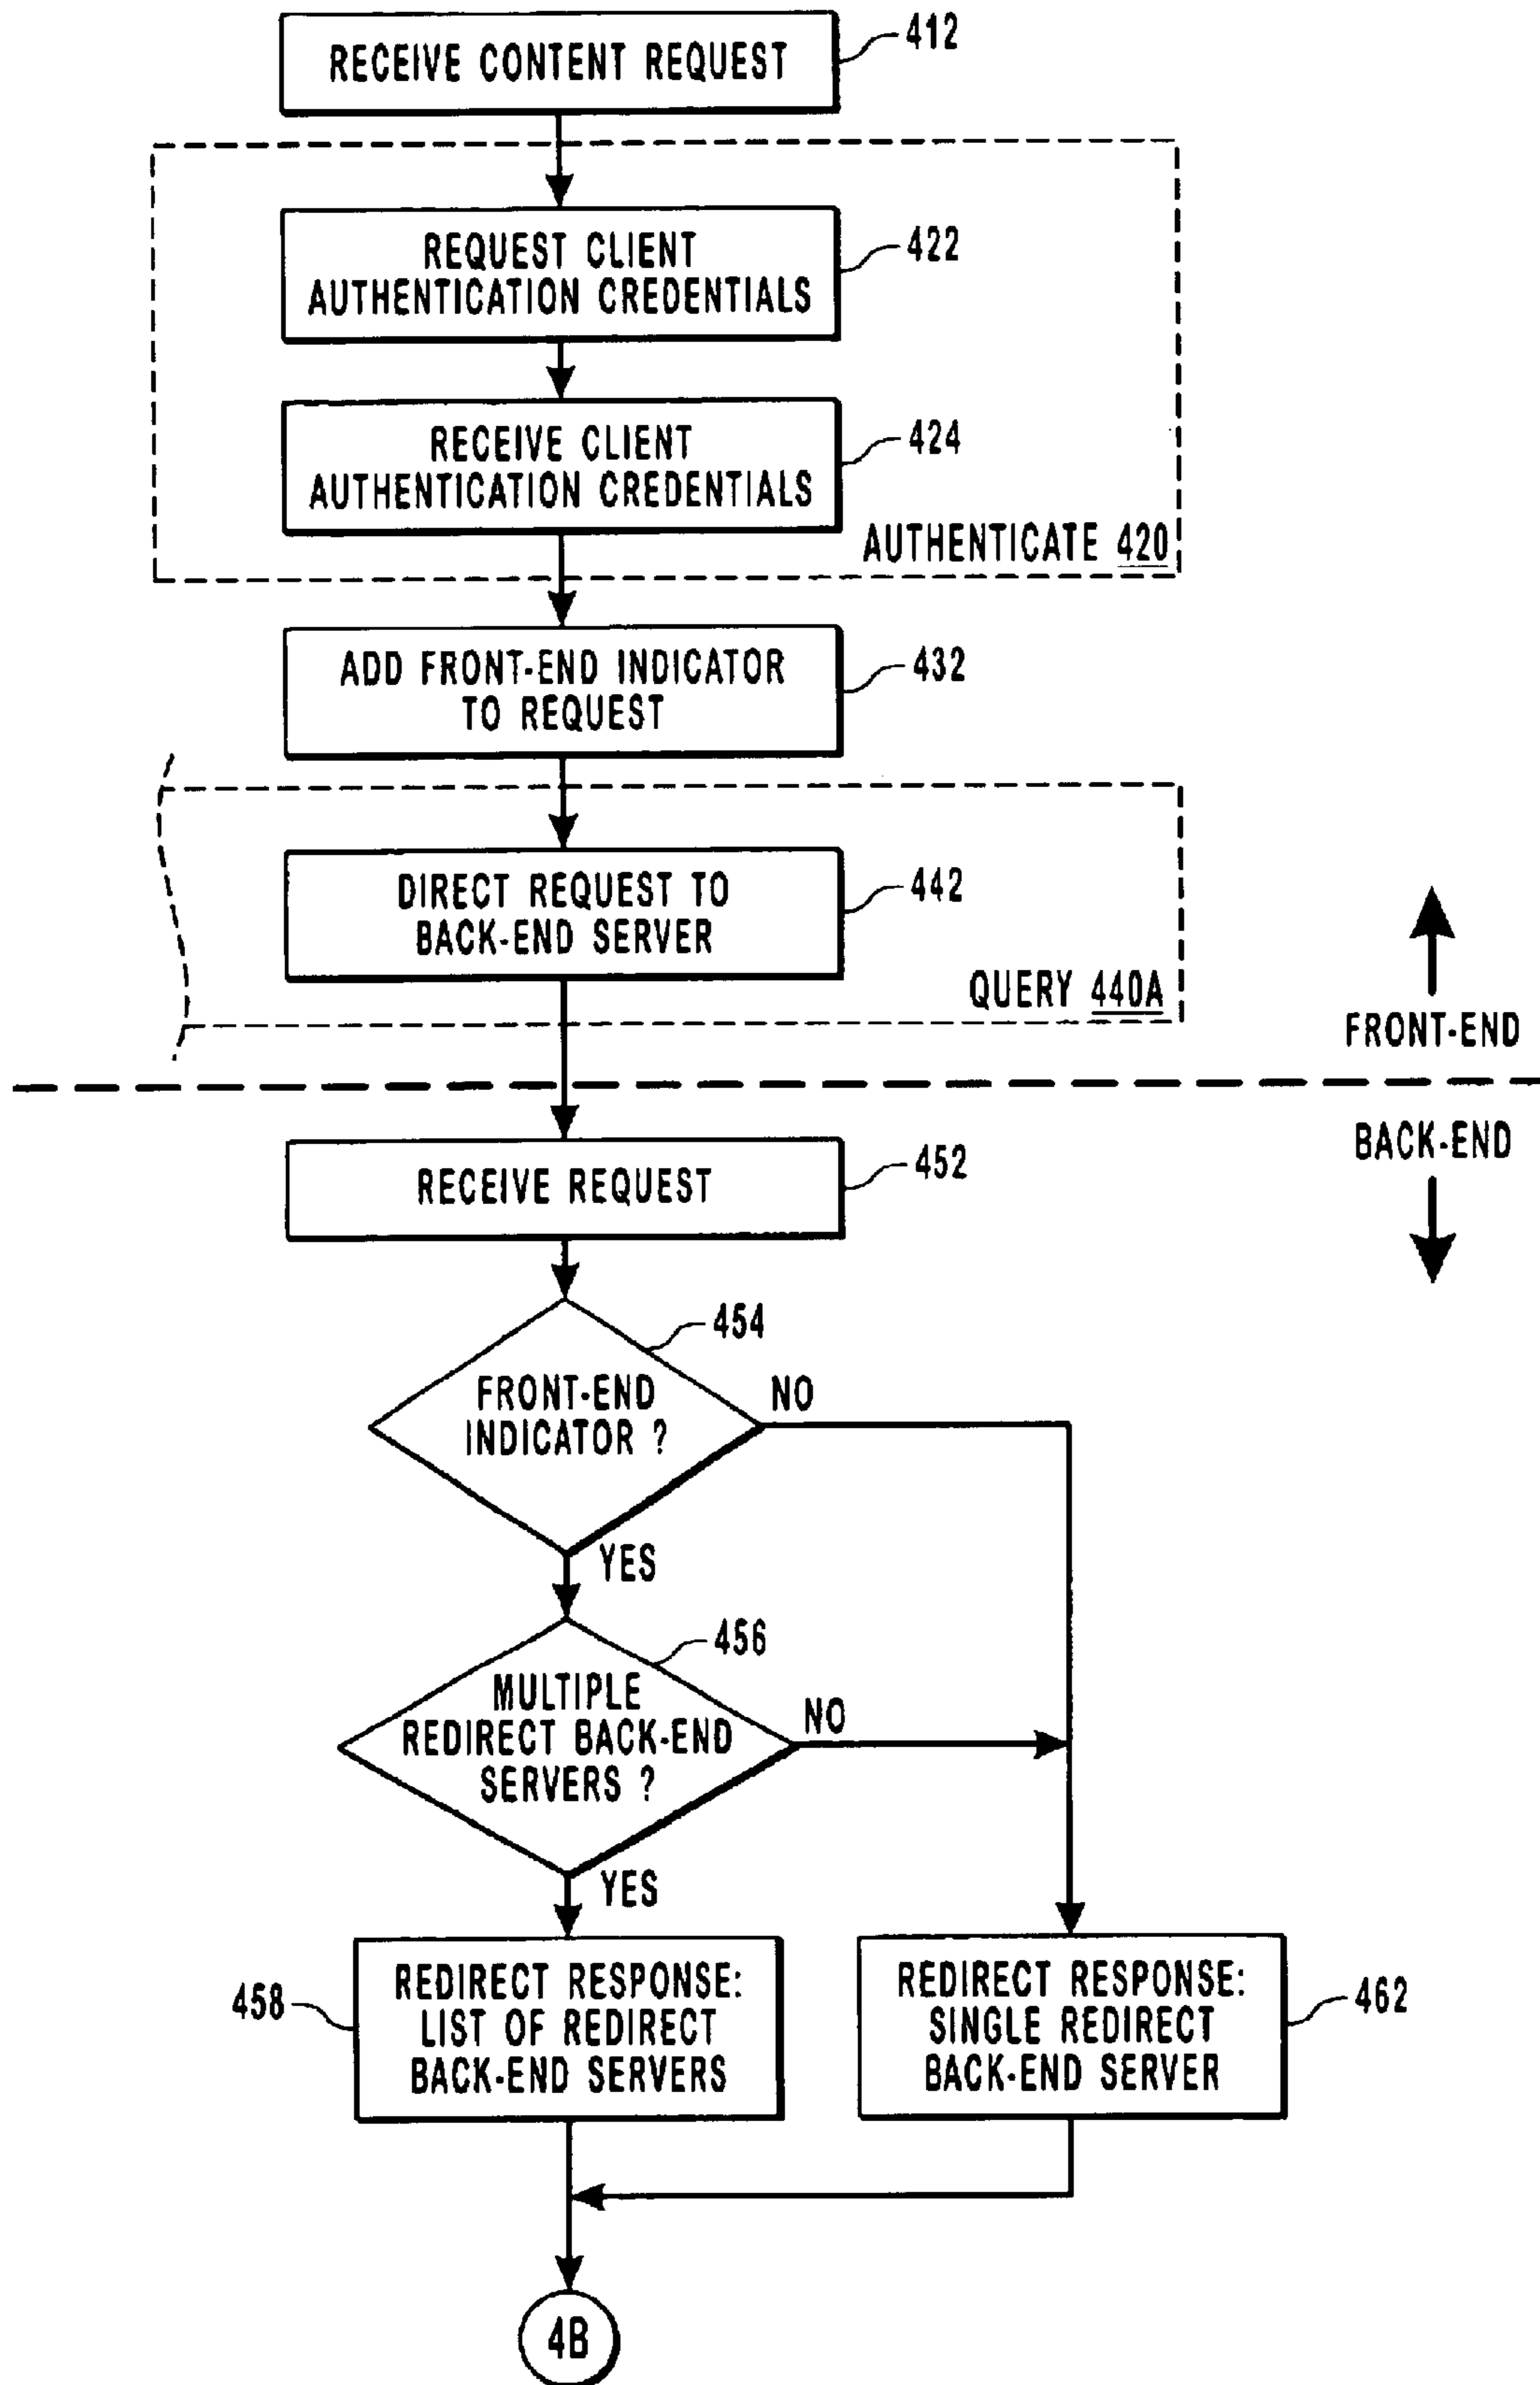 RECEIVE CONTENT REQUEST
412
REQUEST CLIENT
AUTHENTICATION CREDENTIALS
422
RECEIVE CLIENT
AUTHENTICATION CREDENTIALS
424
AUTHENTICATE 420
ADD FRONT-END INDICATOR
TO REQUEST
432
DIRECT REQUEST TO
BACK-END SERVER
442
QUERY 440A
FRONT-END
BACK-END
RECEIVE REQUEST
452
454
FRONT-END
INDICATOR ?
NO
YES
456
MULTIPLE
REDIRECT BACK-END
SERVERS ?
NO
YES
458
REDIRECT RESPONSE:
LIST OF REDIRECT
BACK-END SERVERS
REDIRECT RESPONSE:
SINGLE REDIRECT
BACK-END SERVER
462
4B